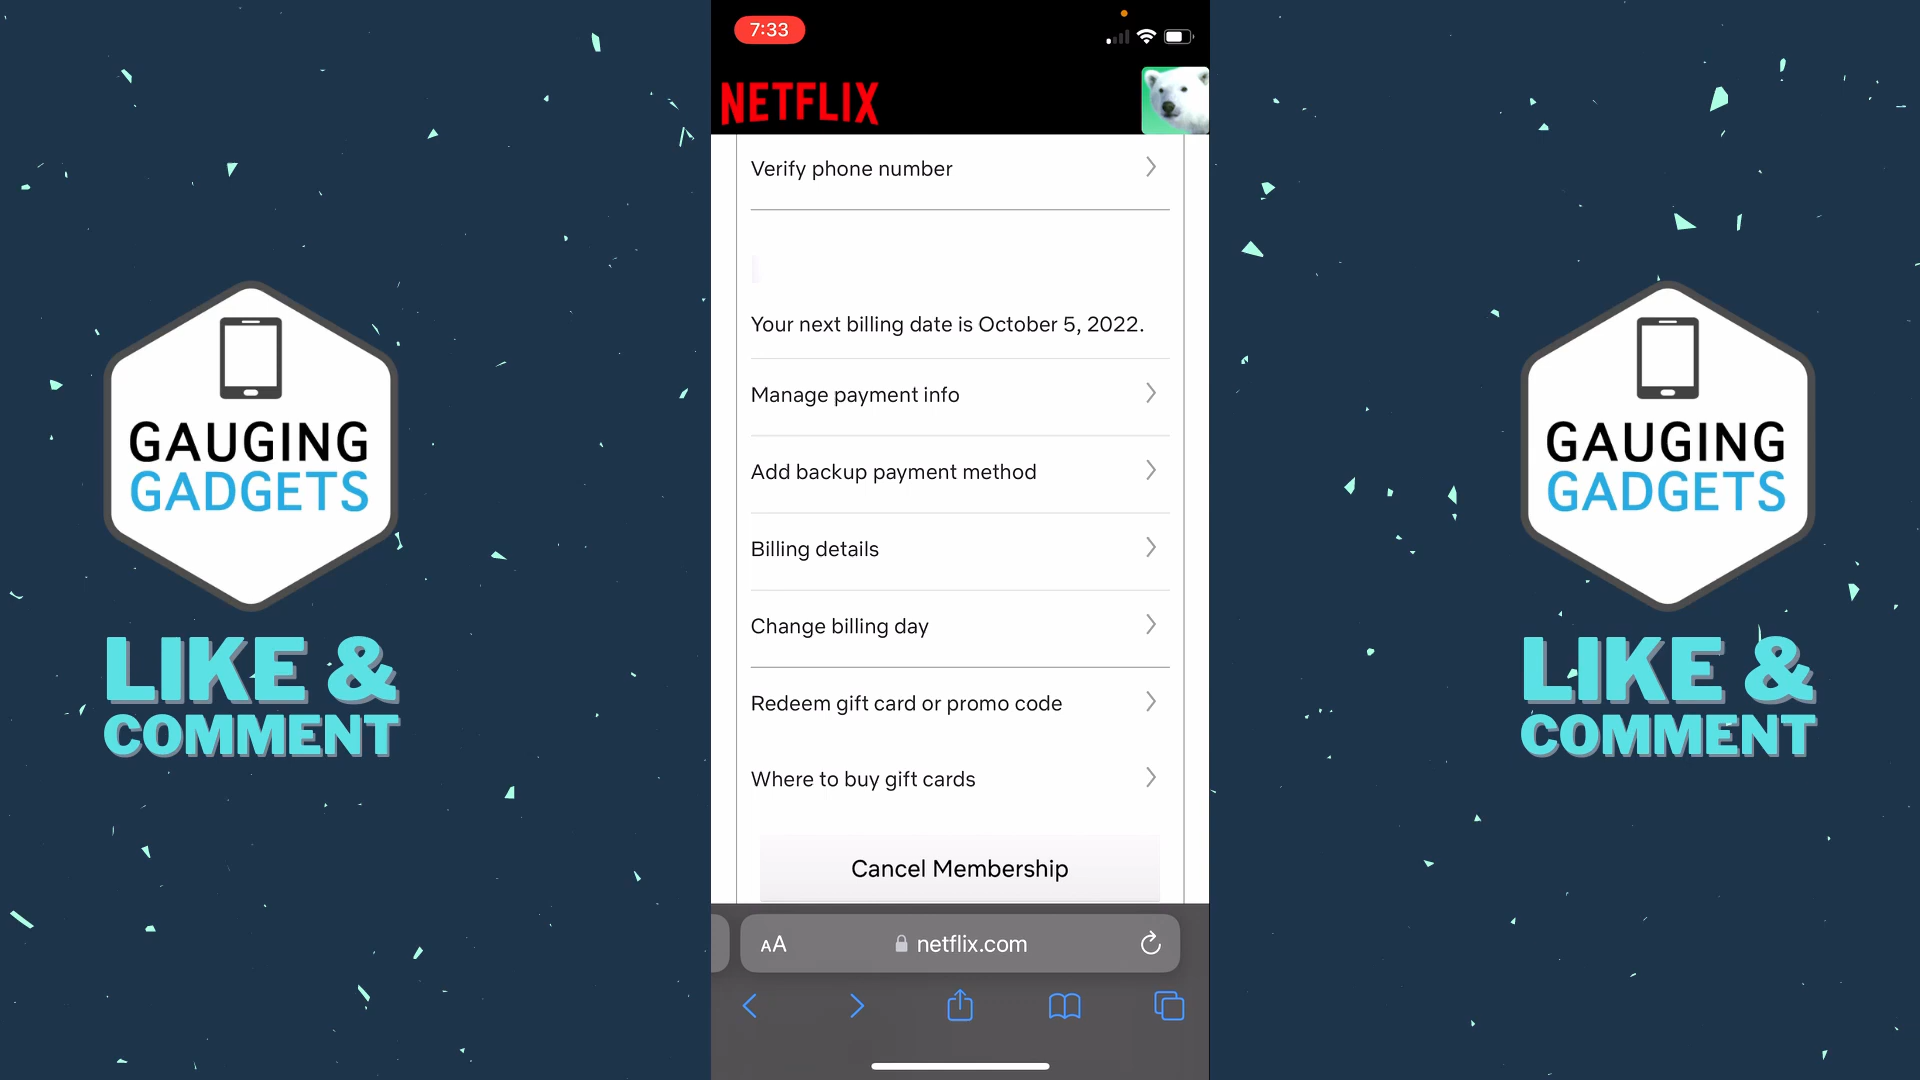 7:33
NETFLIX
Verify phone number
Your next billing date is October 5, 2022.
Manage payment info
Add backup payment method
Billing details
Change billing day
Redeem gift card or promo code
Where to buy gift cards
Cancel Membership
AA
netflix.com
GAUGING
GADGETS
LIKE &
COMMENT
GAUGING
GADGETS
LIKE &
COMMENT